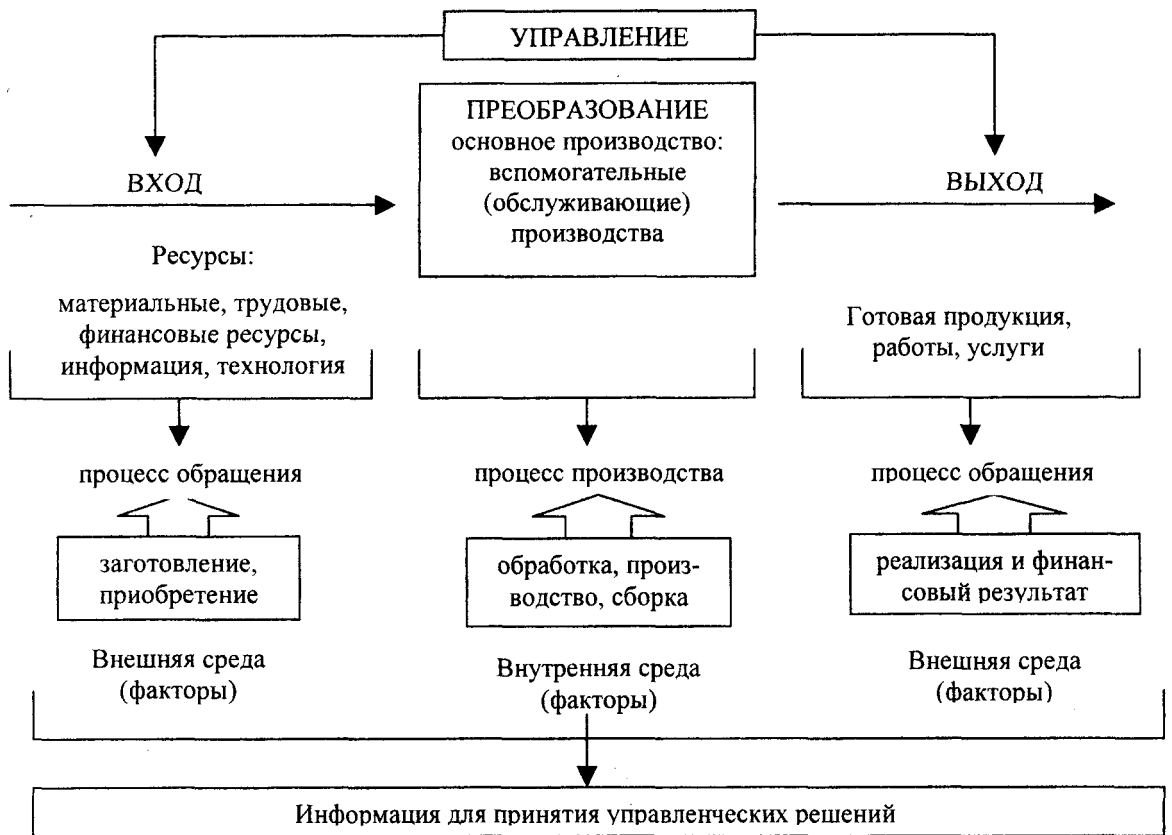 УПРАВЛЕНИЕ
ПРЕОБРАЗОВАНИЕ
основное производство:
вспомогательные
(обслуживающие)
производства
ВХОД
ВЫХОД
Ресурсы:
материальные, трудовые,
финансовые ресурсы,
информация, технология
Готовая продукция,
работы, услуги
процесс обращения
процесс производства
процесс обращения
заготовление,
приобретение
обработка, произ-
водство, сборка
реализация и финан-
совый результат
Внешняя среда
(факторы)
Внутренняя среда
(факторы)
Внешняя среда
(факторы)
Информация для принятия управленческих решений